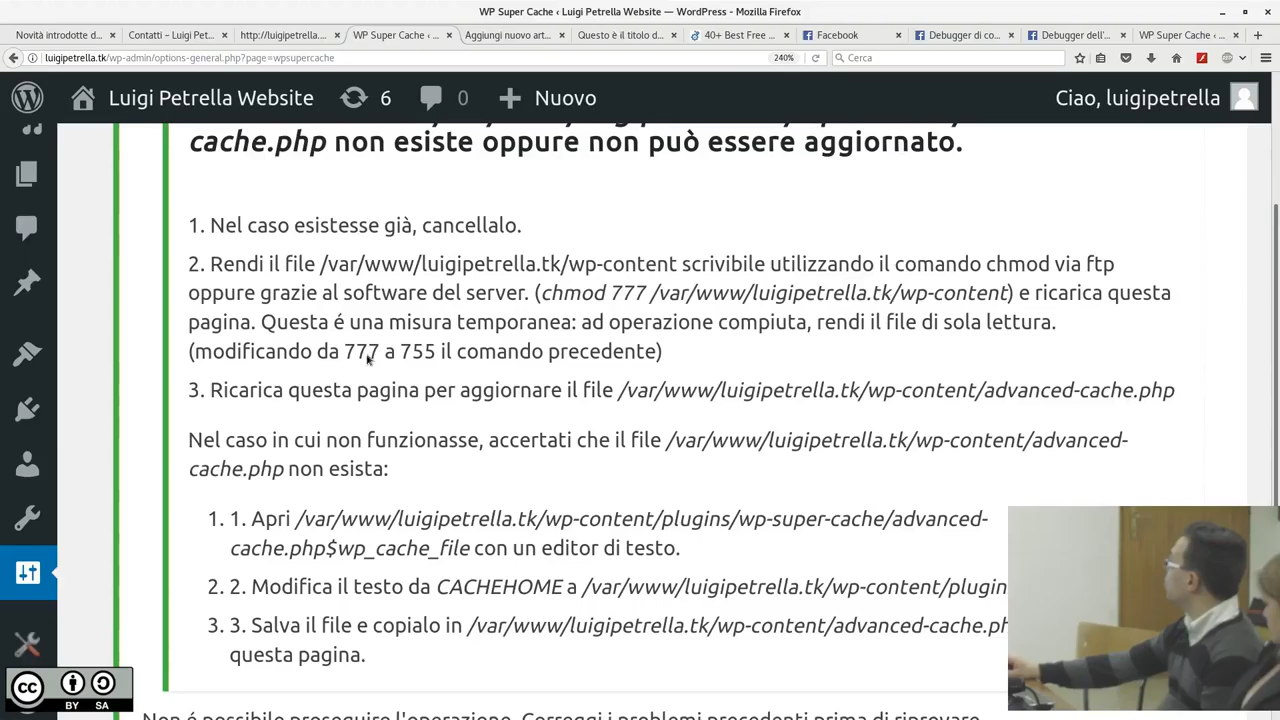 WP Super Cache ‹ Luigi Petrella Website — WordPress - Mozilla Firefox
Novità introdotte d...
Contatti – Luigi Pet...
http://luigipetrella....
WP Super Cache ‹ ...
Aggiungi nuovo art...
Questo è il titolo d...
40+ Best Free ...
Facebook
Debugger di co...
Debugger dell'...
WP Super Cache ‹ ...
luigipetrella.tk/wp-admin/options-general.php?page=wpsupercache
240%
Cerca
Luigi Petrella Website
6
0
Nuovo
Ciao, luigipetrella
cache.php non esiste oppure non può essere aggiornato.
1. Nel caso esistesse già, cancellalo.
2. Rendi il file /var/www/luigipetrella.tk/wp-content scrivibile utilizzando il comando chmod via ftp
oppure grazie al software del server. (chmod 777 /var/www/luigipetrella.tk/wp-content) e ricarica questa
pagina. Questa é una misura temporanea: ad operazione compiuta, rendi il file di sola lettura.
(modificando da 777 a 755 il comando precedente)
3. Ricarica questa pagina per aggiornare il file /var/www/luigipetrella.tk/wp-content/advanced-cache.php
Nel caso in cui non funzionasse, accertati che il file /var/www/luigipetrella.tk/wp-content/advanced-
cache.php non esista:
1. 1. Apri /var/www/luigipetrella.tk/wp-content/plugins/wp-super-cache/advanced-
cache.php$wp_cache_file con un editor di testo.
2. 2. Modifica il testo da CACHEHOME a /var/www/luigipetrella.tk/wp-content/plugin
3. 3. Salva il file e copialo in /var/www/luigipetrella.tk/wp-content/advanced-cache.ph
questa pagina.
Non é possibile proseguire l'operazione. Correggi i problemi precedenti prima di riprovare.
cc
BY SA